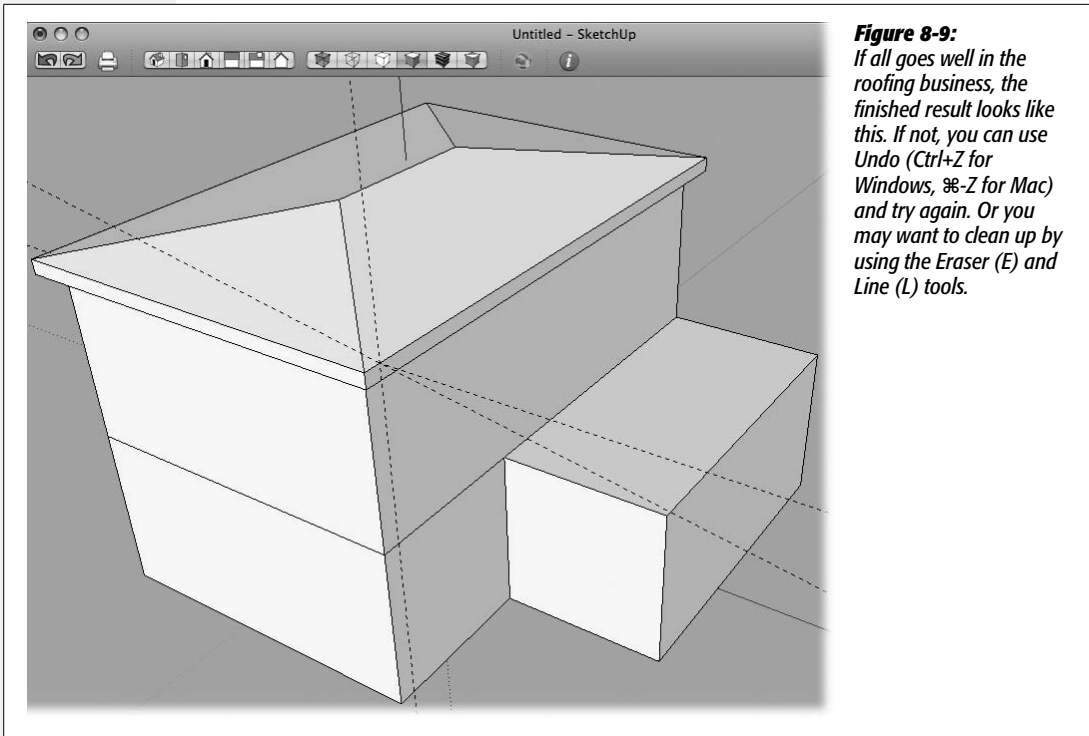 Untitled – SketchUp
Figure 8-9:
If all goes well in the
roofing business, the
finished result looks like
this. If not, you can use
Undo (Ctrl+Z for
Windows, ⌘-Z for Mac)
and try again. Or you
may want to clean up by
using the Eraser (E) and
Line (L) tools.